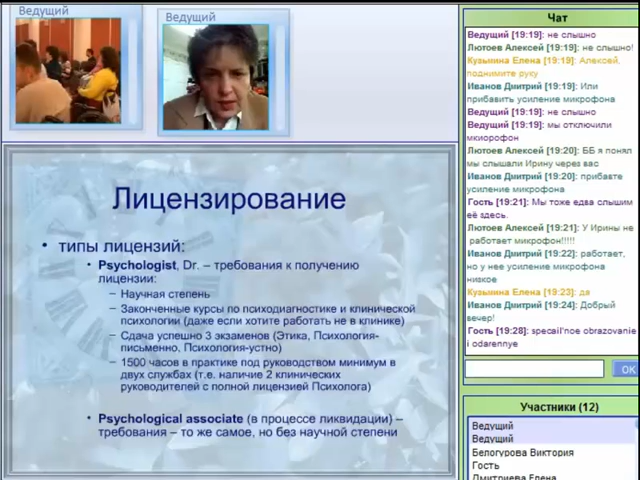 Ведущий
Ведущий
Лицензирование
• типы лицензий:
• Psychologist, Dr. – требования к получению
лицензии:
– Научная степень
– Законченные курсы по психодиагностике и клинической
психологии (даже если хотите работать не в клинике)
– Сдача успешно 3 экзаменов (Этика, Психология-
письменно, Психология-устно)
– 1500 часов в практике под руководством минимум в
двух службах (т.е. наличие 2 клинических
руководителей с полной лицензией Психолога)
• Psychological associate (в процессе ликвидации) –
требования – то же самое, но без научной степени
Чат
Ведущий [19:19]: не слышно
Лютоев Алексей [19:19]: не слышно!
Кузьмина Елена [19:19]: Алексей,
поднимите руку
Иванов Дмитрий [19:19]: Или
прибавить усиление микрофона
Ведущий [19:19]: не слышно
Ведущий [19:19]: мы отключили
мкиорофон
Лютоев Алексей [19:20]: ББ я понял
мы слышали Ирину через вас
Иванов Дмитрий [19:20]: прибавте
усиление микрофона
Гость [19:21]: Мы тоже едва слышим
её здесь.
Лютоев Алексей [19:21]: У Ирины не
работает микрофон!!!!!
Иванов Дмитрий [19:22]: работает,
но у нее усиление микрофона
низкое
Кузьмина Елена [19:23]: да
Иванов Дмитрий [19:24]: Добрый
вечер!
Гость [19:28]: specail'noe obrazovanie
i odarennye
ОК
Участники (12)
Ведущий
Ведущий
Белогурова Виктория
Гость
Дмитриева Елена